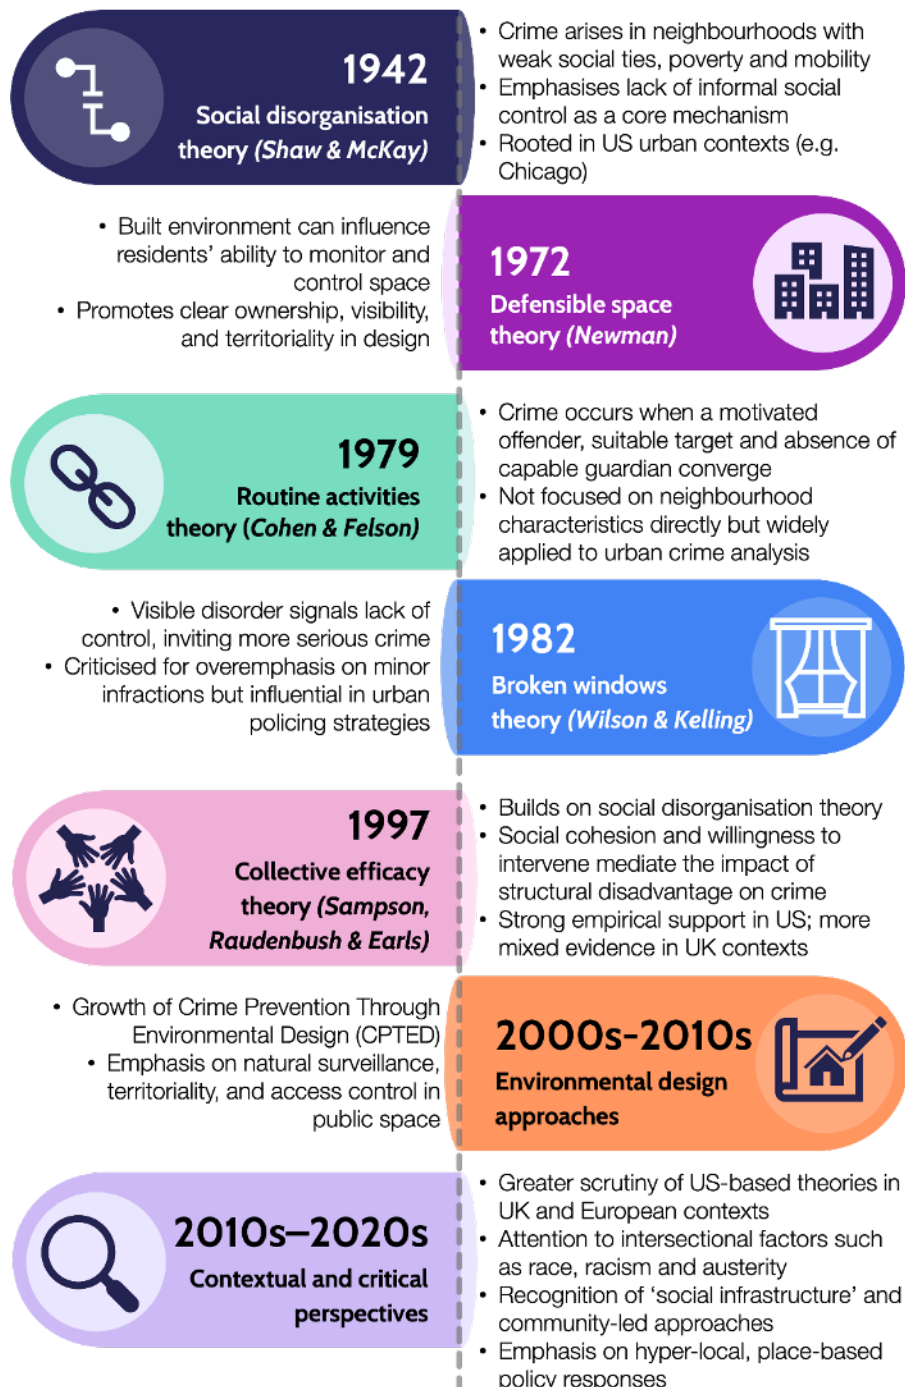 1942
Social disorganisation
theory (Shaw & McKay)
• Crime arises in neighbourhoods with
weak social ties, poverty and mobility
• Emphasises lack of informal social
control as a core mechanism
• Rooted in US urban contexts (e.g.
Chicago)
• Built environment can influence
residents' ability to monitor and
control space
• Promotes clear ownership, visibility,
and territoriality in design
1972
Defensible space
theory (Newman)
1979
Routine activities
theory (Cohen & Felson)
• Crime occurs when a motivated
offender, suitable target and absence of
capable guardian converge
• Not focused on neighbourhood
characteristics directly but widely
applied to urban crime analysis
• Visible disorder signals lack of
control, inviting more serious crime
• Criticised for overemphasis on minor
infractions but influential in urban
policing strategies
1982
Broken windows
theory (Wilson & Kelling)
1997
Collective efficacy
theory (Sampson,
Raudenbush & Earls)
• Builds on social disorganisation theory
• Social cohesion and willingness to
intervene mediate the impact of
structural disadvantage on crime
• Strong empirical support in US; more
mixed evidence in UK contexts
• Growth of Crime Prevention Through
Environmental Design (CPTED)
• Emphasis on natural surveillance,
territoriality, and access control in
public space
2000s-2010s
Environmental design
approaches
2010s–2020s
Contextual and critical
perspectives
• Greater scrutiny of US-based theories in
UK and European contexts
• Attention to intersectional factors such
as race, racism and austerity
• Recognition of 'social infrastructure' and
community-led approaches
• Emphasis on hyper-local, place-based
policy responses